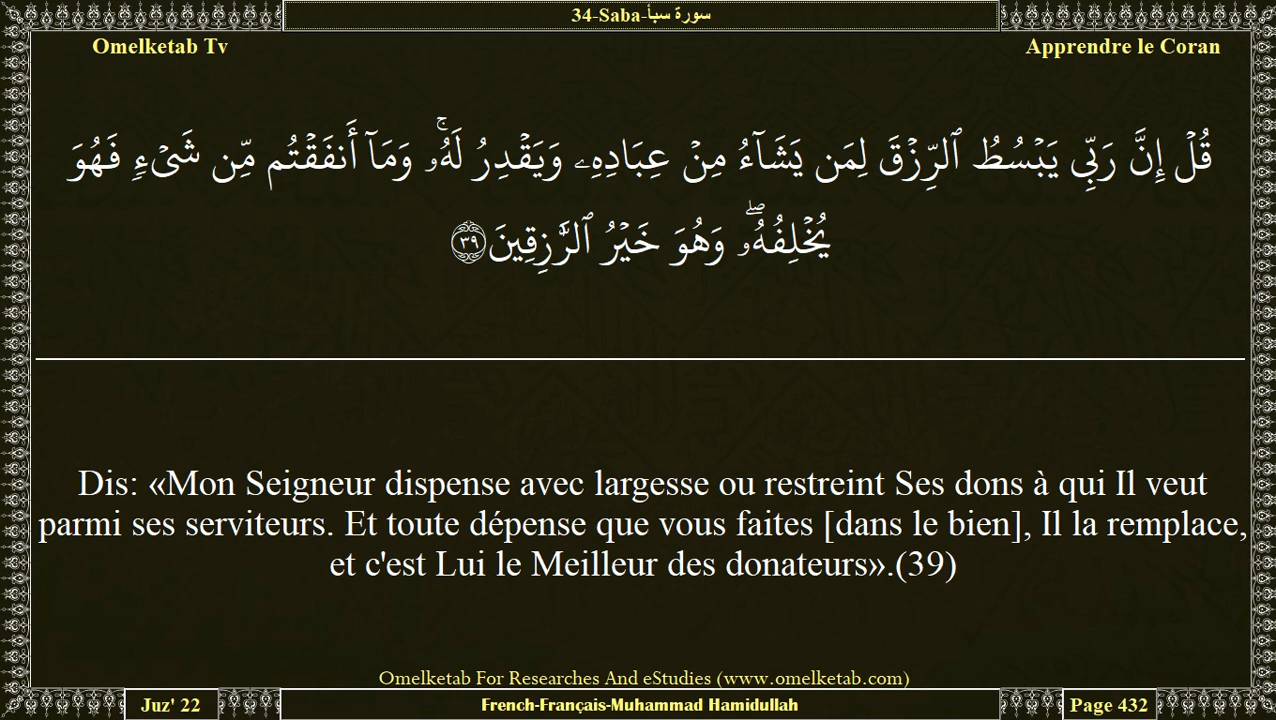 34-Saba-سورة سبأ
Omelketab Tv
Apprendre le Coran
قُلْ إِنَّ رَبِّى يَبْسُطُ ٱلرِّزْقَ لِمَن يَشَآءُ مِنْ عِبَادِهِۦ وَيَقْدِرُ لَهُۥ ۚ وَمَآ أَنفَقْتُم مِّن شَىْءٍ فَهُوَ
يُخْلِفُهُۥ ۖ وَهُوَ خَيْرُ ٱلرَّٰزِقِينَ ٣٩
Dis: «Mon Seigneur dispense avec largesse ou restreint Ses dons à qui Il veut
parmi ses serviteurs. Et toute dépense que vous faites [dans le bien], Il la remplace,
et c'est Lui le Meilleur des donateurs».(39)
Omelketab For Researches And eStudies (www.omelketab.com)
Juz' 22
French-Français-Muhammad Hamidullah
Page 432